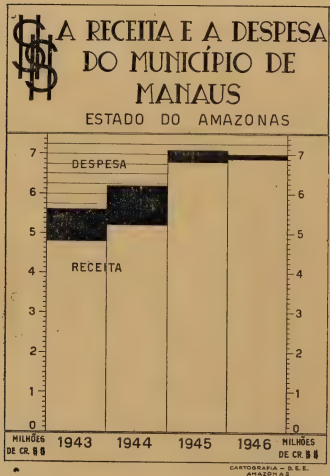 A RECEITA E A DESPESA
DO MUNICÍPIO DE
MANAUS
ESTADO DO AMAZONAS
7 7
DESPESA
6 6
5 5
RECEITA
4 4
3 3
2 2
1 1
0 0
MILHÕES 1943 1944 1945 1946 MILHÕES
DE CR. $ $ DE CR. $ $
CARTOGRAFIA - D. E. E.
AMAZONAS